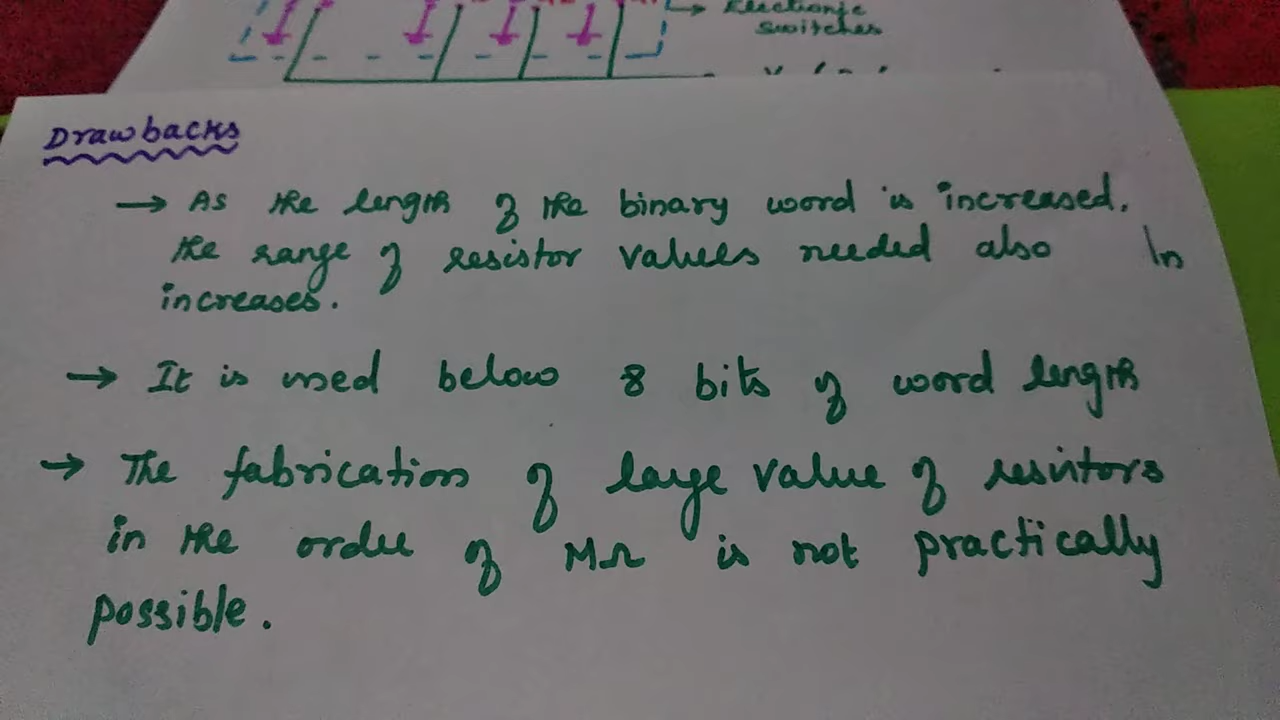 Electronic
switches
Drawbacks
→ As the length of the binary word is increased.
the range of resistor values needed also In
increases.
→ It is used below 8 bits of word length
→ The fabrication of large value of resistors
in the order of MΩ is not practically
possible.